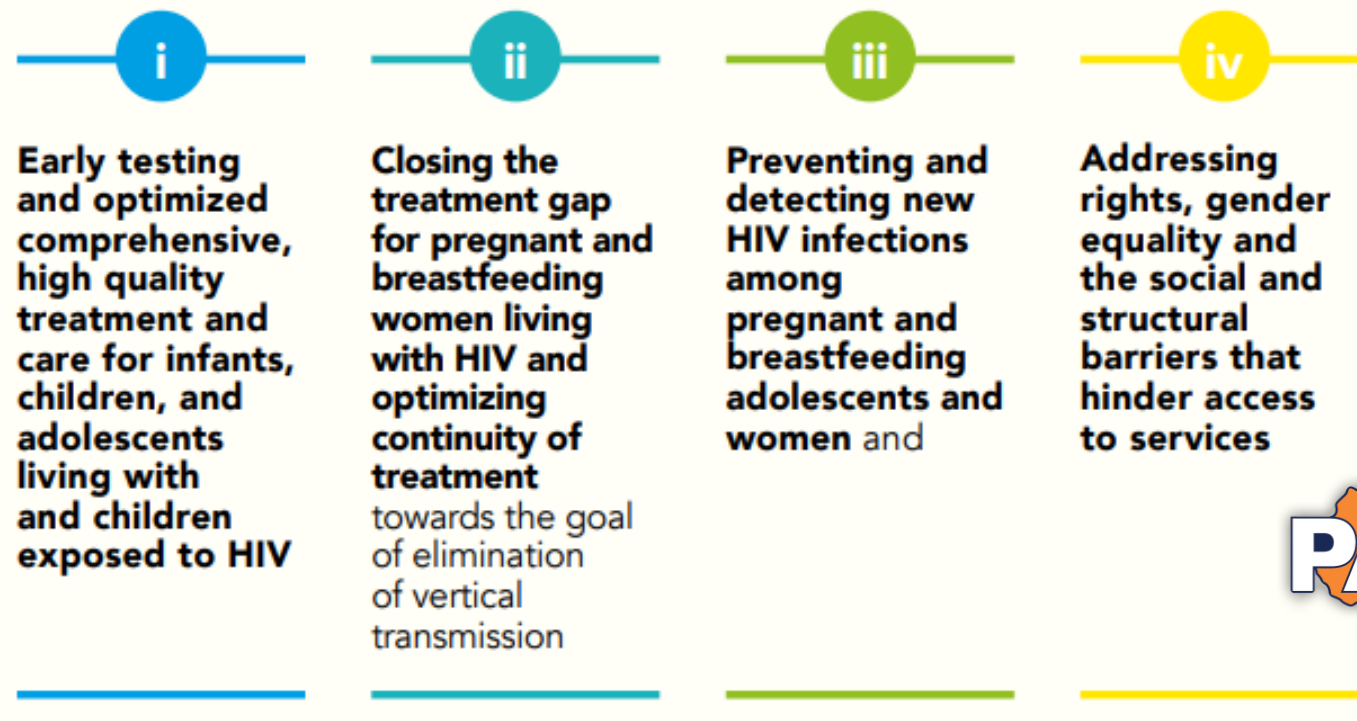 i
Early testing
and optimized
comprehensive,
high quality
treatment and
care for infants,
children, and
adolescents
living with
and children
exposed to HIV
ii
Closing the
treatment gap
for pregnant and
breastfeeding
women living
with HIV and
optimizing
continuity of
treatment
towards the goal
of elimination
of vertical
transmission
iii
Preventing and
detecting new
HIV infections
among
pregnant and
breastfeeding
adolescents and
women and
iv
Addressing
rights, gender
equality and
the social and
structural
barriers that
hinder access
to services